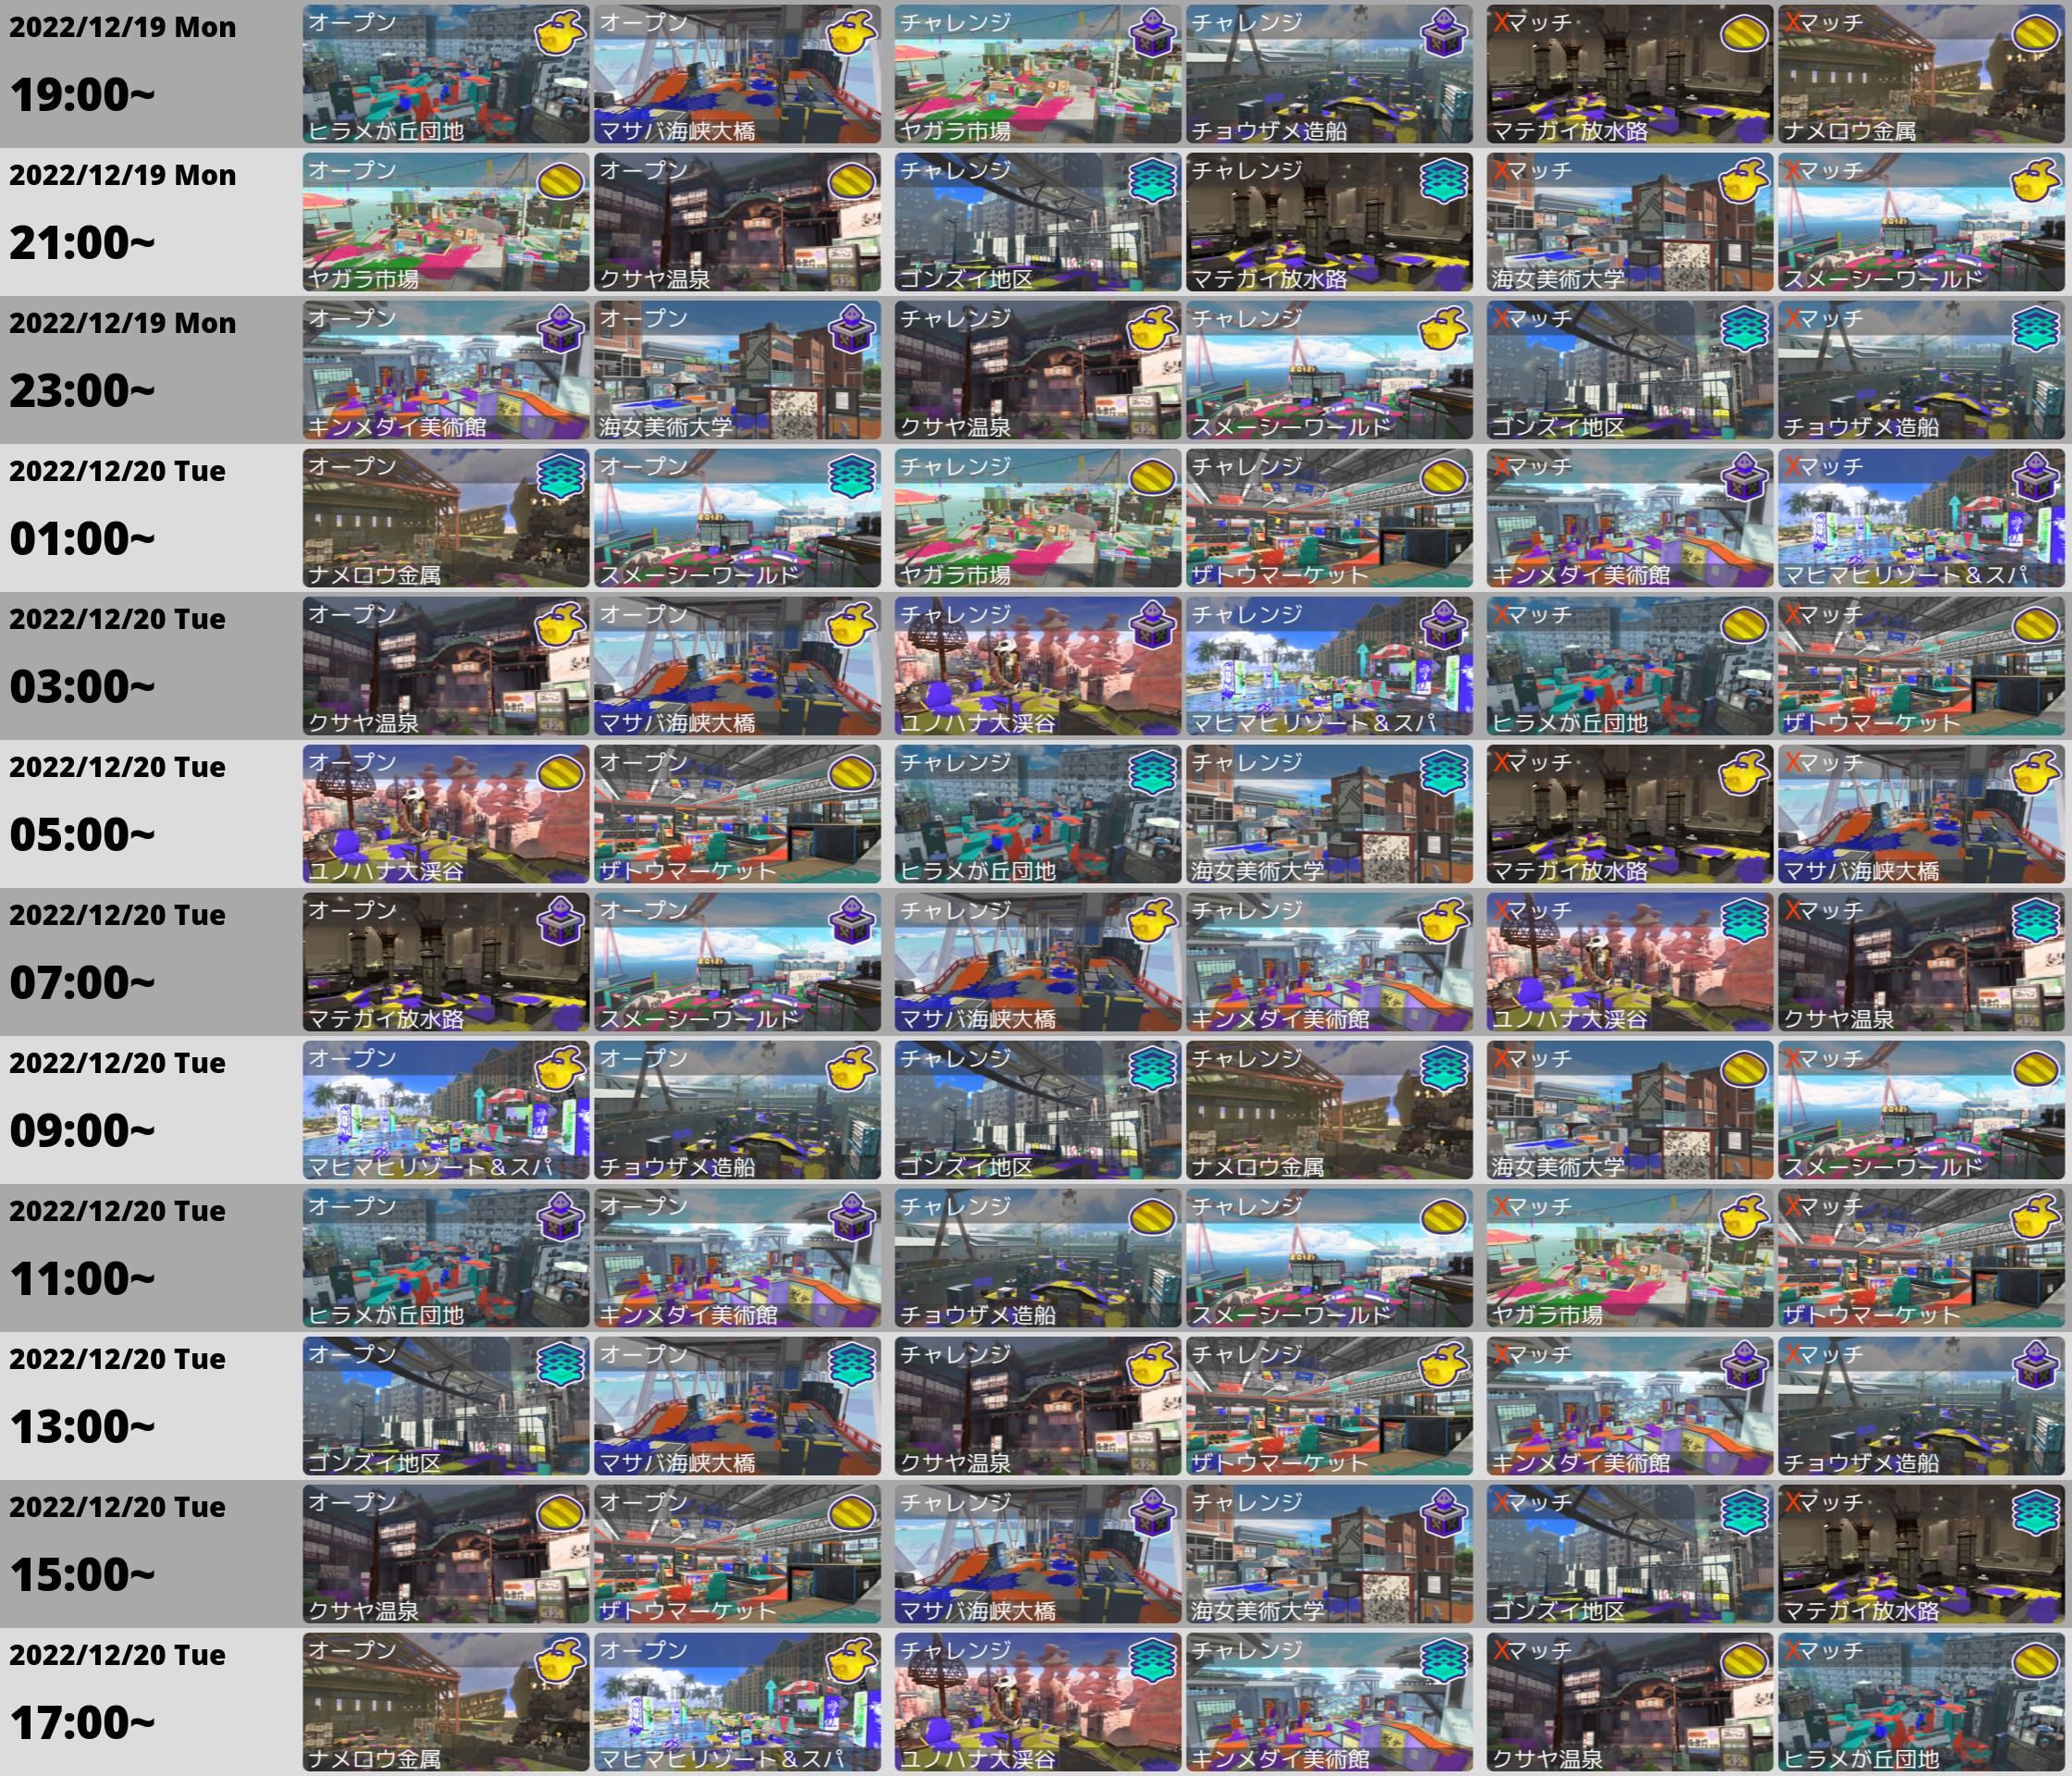 2022/12/19 Mon
19:00~
オープン オープン チャレンジ チャレンジ Xマッチ Xマッチ
ヒラメが丘団地 マサバ海峡大橋 ヤガラ市場 チョウザメ造船 マテガイ放水路 ナメロウ金属
2022/12/19 Mon
21:00~
オープン オープン チャレンジ チャレンジ Xマッチ Xマッチ
ヤガラ市場 クサヤ温泉 ゴンズイ地区 マテガイ放水路 海女美術大学 スメーシーワールド
2022/12/19 Mon
23:00~
オープン オープン チャレンジ チャレンジ Xマッチ Xマッチ
キンメダイ美術館 海女美術大学 クサヤ温泉 スメーシーワールド ゴンズイ地区 チョウザメ造船
2022/12/20 Tue
01:00~
オープン オープン チャレンジ チャレンジ Xマッチ Xマッチ
ナメロウ金属 スメーシーワールド ヤガラ市場 ザトウマーケット キンメダイ美術館 マヒマヒリゾート＆スパ
2022/12/20 Tue
03:00~
オープン オープン チャレンジ チャレンジ Xマッチ Xマッチ
クサヤ温泉 マサバ海峡大橋 ユノハナ大渓谷 マヒマヒリゾート＆スパ ヒラメが丘団地 ザトウマーケット
2022/12/20 Tue
05:00~
オープン オープン チャレンジ チャレンジ Xマッチ Xマッチ
ユノハナ大渓谷 ザトウマーケット ヒラメが丘団地 海女美術大学 マテガイ放水路 マサバ海峡大橋
2022/12/20 Tue
07:00~
オープン オープン チャレンジ チャレンジ Xマッチ Xマッチ
マテガイ放水路 スメーシーワールド マサバ海峡大橋 キンメダイ美術館 ユノハナ大渓谷 クサヤ温泉
2022/12/20 Tue
09:00~
オープン オープン チャレンジ チャレンジ Xマッチ Xマッチ
マヒマヒリゾート＆スパ チョウザメ造船 ゴンズイ地区 ナメロウ金属 海女美術大学 スメーシーワールド
2022/12/20 Tue
11:00~
オープン オープン チャレンジ チャレンジ Xマッチ Xマッチ
ヒラメが丘団地 キンメダイ美術館 チョウザメ造船 スメーシーワールド ヤガラ市場 ザトウマーケット
2022/12/20 Tue
13:00~
オープン オープン チャレンジ チャレンジ Xマッチ Xマッチ
ゴンズイ地区 マサバ海峡大橋 クサヤ温泉 ザトウマーケット キンメダイ美術館 チョウザメ造船
2022/12/20 Tue
15:00~
オープン オープン チャレンジ チャレンジ Xマッチ Xマッチ
クサヤ温泉 ザトウマーケット マサバ海峡大橋 海女美術大学 ゴンズイ地区 マテガイ放水路
2022/12/20 Tue
17:00~
オープン オープン チャレンジ チャレンジ Xマッチ Xマッチ
ナメロウ金属 マヒマヒリゾート＆スパ ユノハナ大渓谷 キンメダイ美術館 クサヤ温泉 ヒラメが丘団地